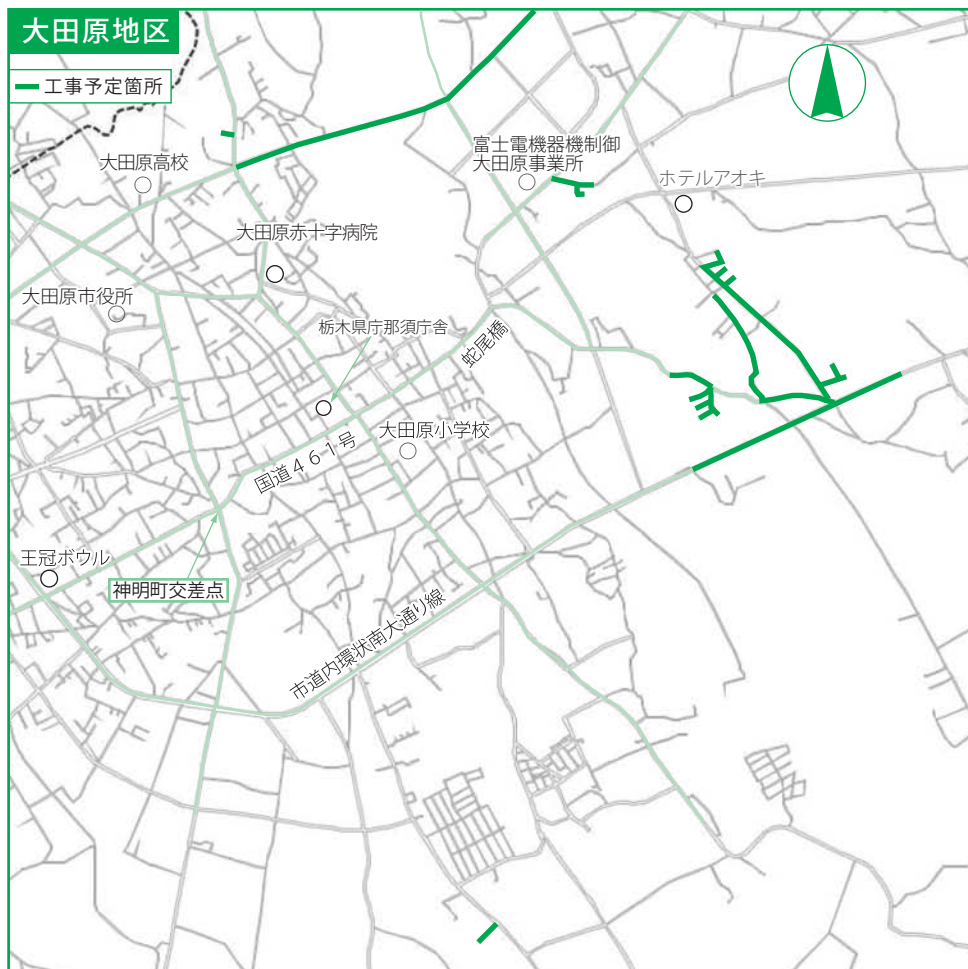 大田原地区
工事予定箇所
大田原高校
富士電機器機制御
大田原事業所
ホテルアオキ
大田原赤十字病院
大田原市役所
栃木県庁那須庁舎
蛇尾橋
大田原小学校
国道461号
王冠ボウル
神明町交差点
市道内環状南大通り線